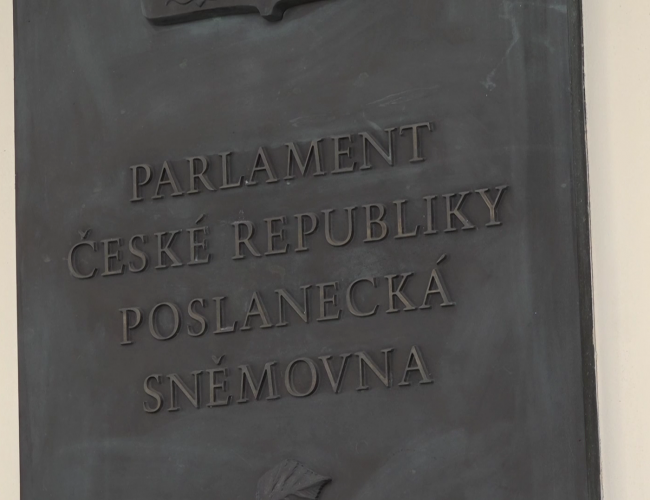 PARLAMENT
ČESKÉ REPUBLIKY
POSLANECKÁ
SNĚMOVNA